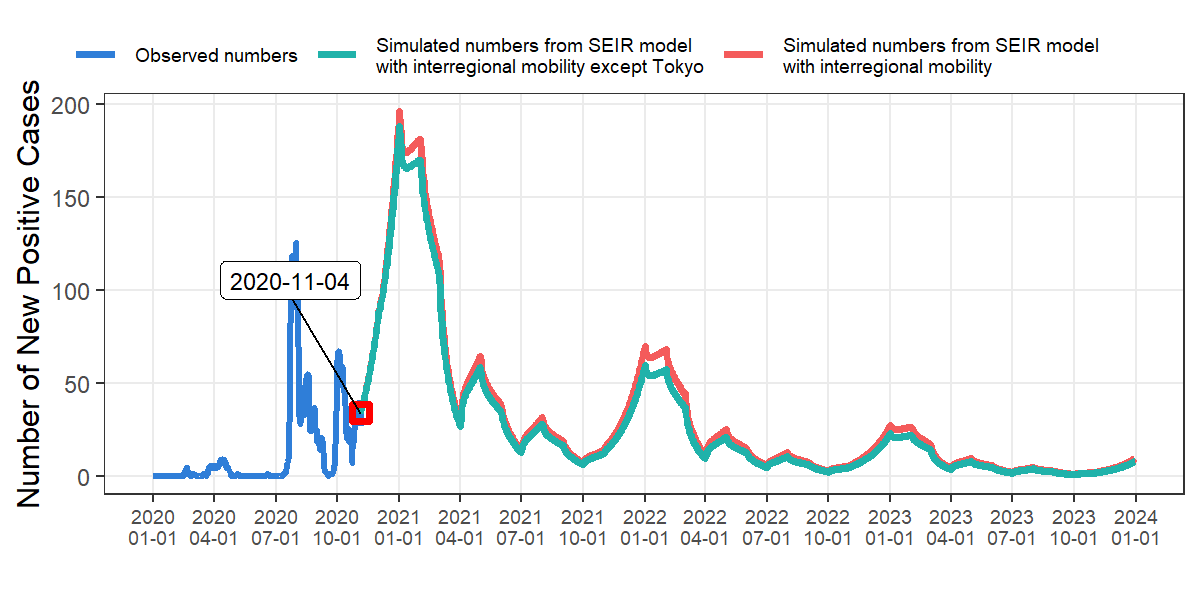 Observed numbers
Simulated numbers from SEIR model
with interregional mobility except Tokyo
Simulated numbers from SEIR model
with interregional mobility
Number of New Positive Cases
200
150
100
50
0
2020-11-04
2020 2020 2020 2020 2021 2021 2021 2021 2022 2022 2022 2022 2023 2023 2023 2023 2024
01-01 04-01 07-01 10-01 01-01 04-01 07-01 10-01 01-01 04-01 07-01 10-01 01-01 04-01 07-01 10-01 01-01